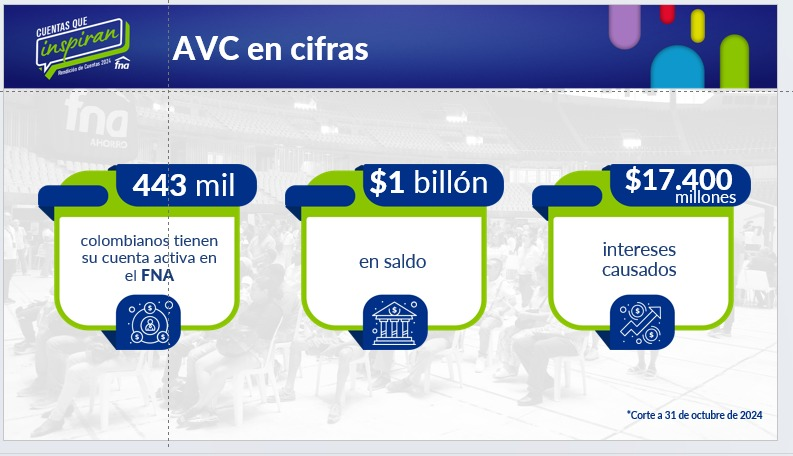 CUENTAS QUE
inspiran
Rendición de Cuentas 2024
fna
AVC en cifras
fna
AHORRO
443 mil
colombianos tienen
su cuenta activa en
el FNA
$1 billón
en saldo
$17.400
millones
intereses
causados
*Corte a 31 de octubre de 2024